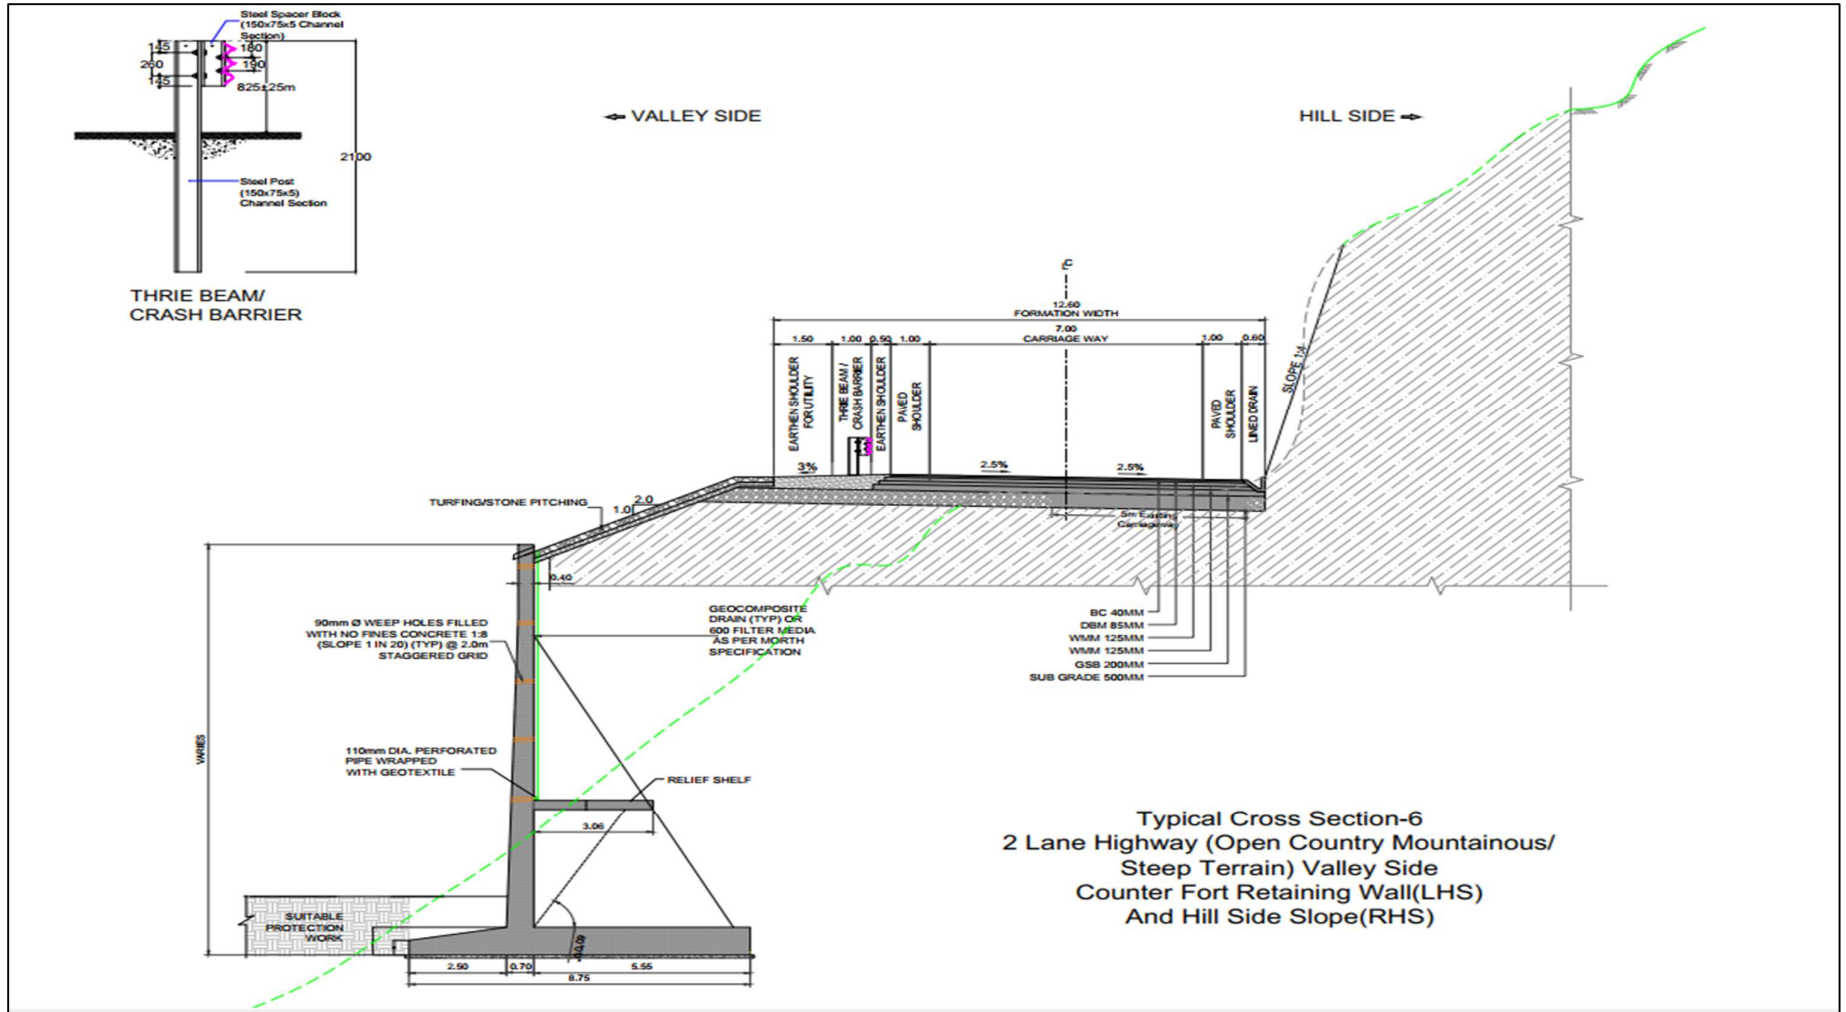 Steel Spacer Block
(150x75x5 Channel
Section)
145
180
260
190
145
825±25m
2100
Steel Post
(150x75x5)
Channel Section
THRIE BEAM/
CRASH BARRIER
⇐ VALLEY SIDE
HILL SIDE ⇒
C
12.60
FORMATION WIDTH
7.00
CARRIAGE WAY
1.50
1.00
0.50
1.00
1.00
0.60
EARTHEN SHOULDER
FOR UTILITY
THRIE BEAM /
CRASH BARRIER
EARTHEN SHOULDER
PAVED
SHOULDER
PAVED
SHOULDER
LINED DRAIN
SLOPE 1:4
3%
2.5%
2.5%
TURFING/STONE PITCHING
2.0
1.0
5m Existing
Carriageway
0.40
90mm Ø WEEP HOLES FILLED
WITH NO FINES CONCRETE 1:8
(SLOPE 1 IN 20) (TYP) @ 2.0m
STAGGERED GRID
GEOCOMPOSITE
DRAIN (TYP) OR
600 FILTER MEDIA
AS PER MORTH
SPECIFICATION
BC 40MM
DBM 85MM
WMM 125MM
WMM 125MM
GSB 200MM
SUB GRADE 500MM
VARIES
110mm DIA. PERFORATED
PIPE WRAPPED
WITH GEOTEXTILE
RELIEF SHELF
3.06
SUITABLE
PROTECTION
WORK
2.50
0.70
5.55
8.75
Typical Cross Section-6
2 Lane Highway (Open Country Mountainous/
Steep Terrain) Valley Side
Counter Fort Retaining Wall(LHS)
And Hill Side Slope(RHS)